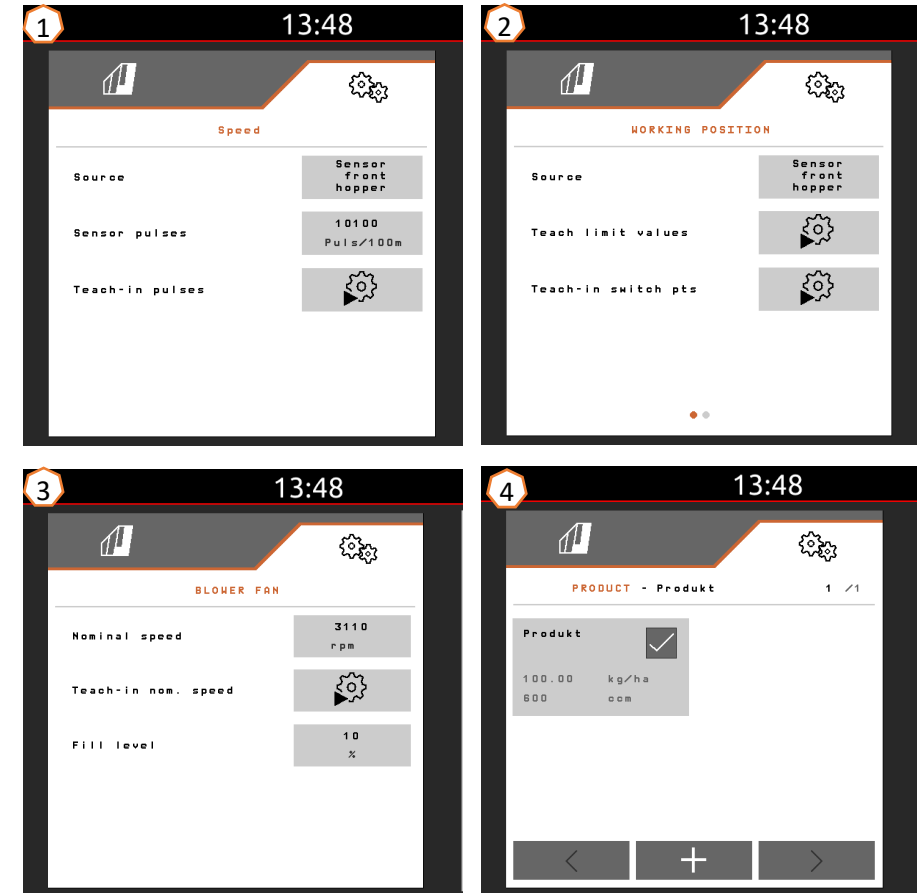 1
13:48
Speed
Source
Sensor
front
hopper
Sensor pulses
10100
Puls/100m
Teach-in pulses
2
13:48
WORKING POSITION
Source
Sensor
front
hopper
Teach limit values
Teach-in switch pts
3
13:48
BLOWER FAN
Nominal speed
3110
rpm
Teach-in nom. speed
Fill level
10
%
4
13:48
PRODUCT - Produkt 1 /1
Produkt
100.00 kg/ha
600 ccm